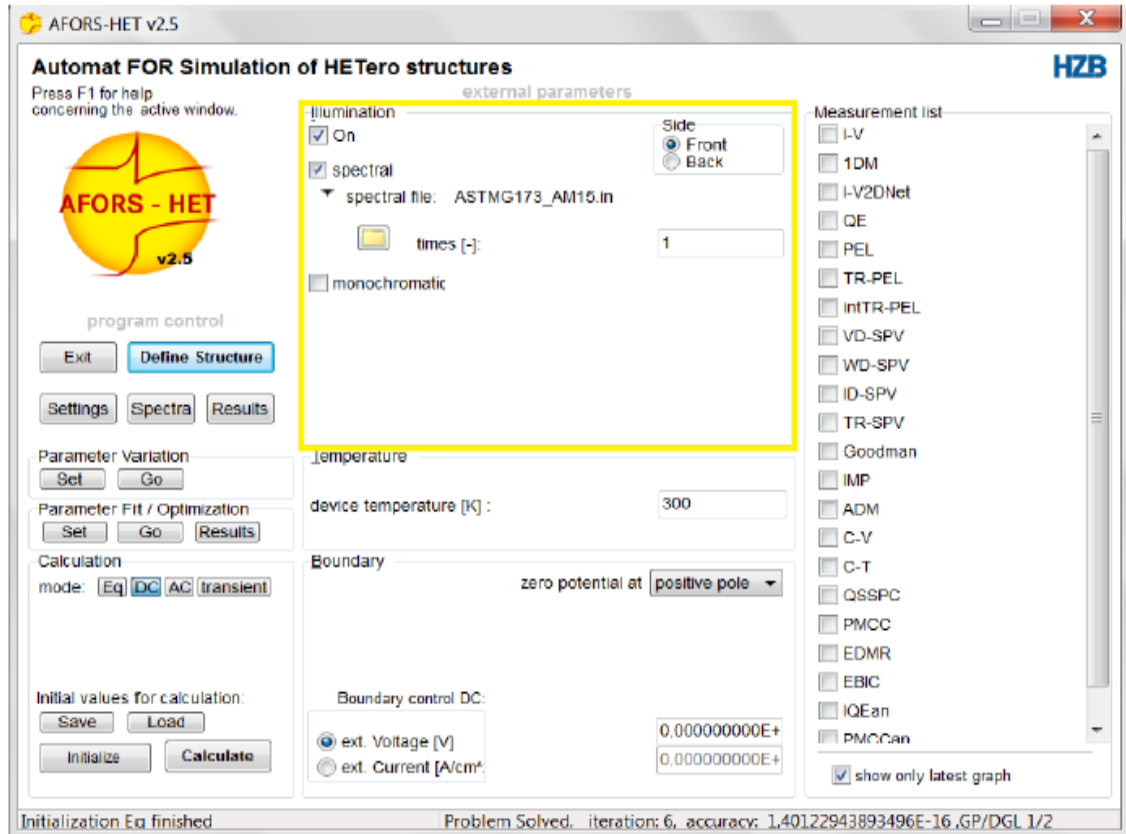 AFORS-HET v2.5
Automat FOR Simulation of HETero structures
HZB
Press F1 for help
concerning the active window.
external parameters
AFORS - HET
v2.5
program control
Exit
Define Structure
Settings
Spectra
Results
Parameter Variation
Set
Go
Parameter Fit / Optimization
Set
Go
Results
Calculation
mode: Eq DC AC transient
Initial values for calculation:
Save
Load
Initialize
Calculate
Illumination
On
Side
Front
Back
spectral
spectral file: ASTMG173_AM15.in
times [-]:
1
monochromatic
Temperature
device temperature [K] :
300
Boundary
zero potential at positive pole
Boundary control DC:
ext. Voltage [V]
0,000000000E+
ext. Current [A/cm²
0,000000000E+
Measurement list
I-V
1DM
I-V2DNet
QE
PEL
TR-PEL
intTR-PEL
VD-SPV
WD-SPV
ID-SPV
TR-SPV
Goodman
IMP
ADM
C-V
C-T
QSSPC
PMCC
EDMR
EBIC
IQEan
PMCCan
show only latest graph
Initialization Eq finished
Problem Solved, iteration: 6, accuracy: 1,40122943893496E-16 ,GP/DGL 1/2